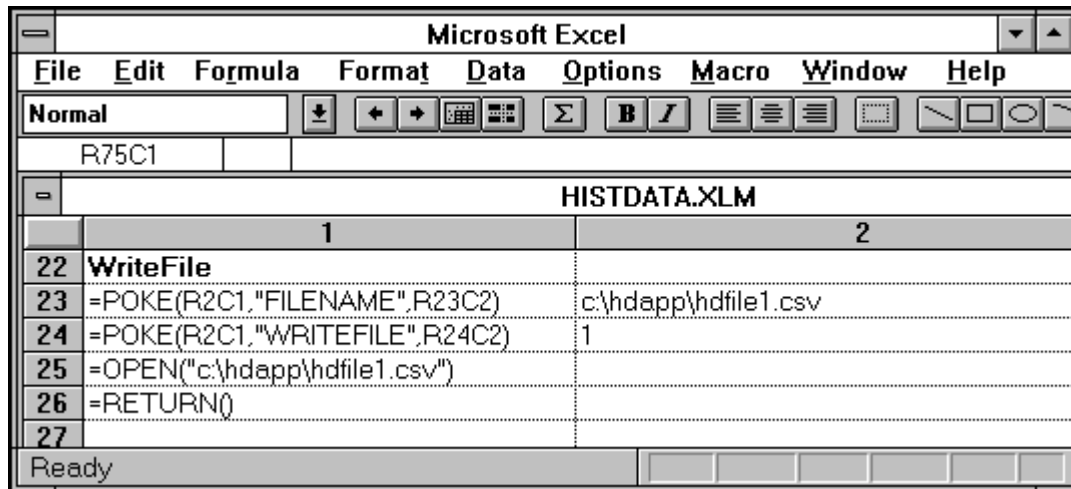 Microsoft Excel
File Edit Formula Format Data Options Macro Window Help
Normal Σ B I
R75C1
HISTDATA.XLM
1 2
22 WriteFile
23 =POKE(R2C1,"FILENAME",R23C2) c:\hdapp\hdfile1.csv
24 =POKE(R2C1,"WRITEFILE",R24C2) 1
25 =OPEN("c:\hdapp\hdfile1.csv")
26 =RETURN()
27
Ready